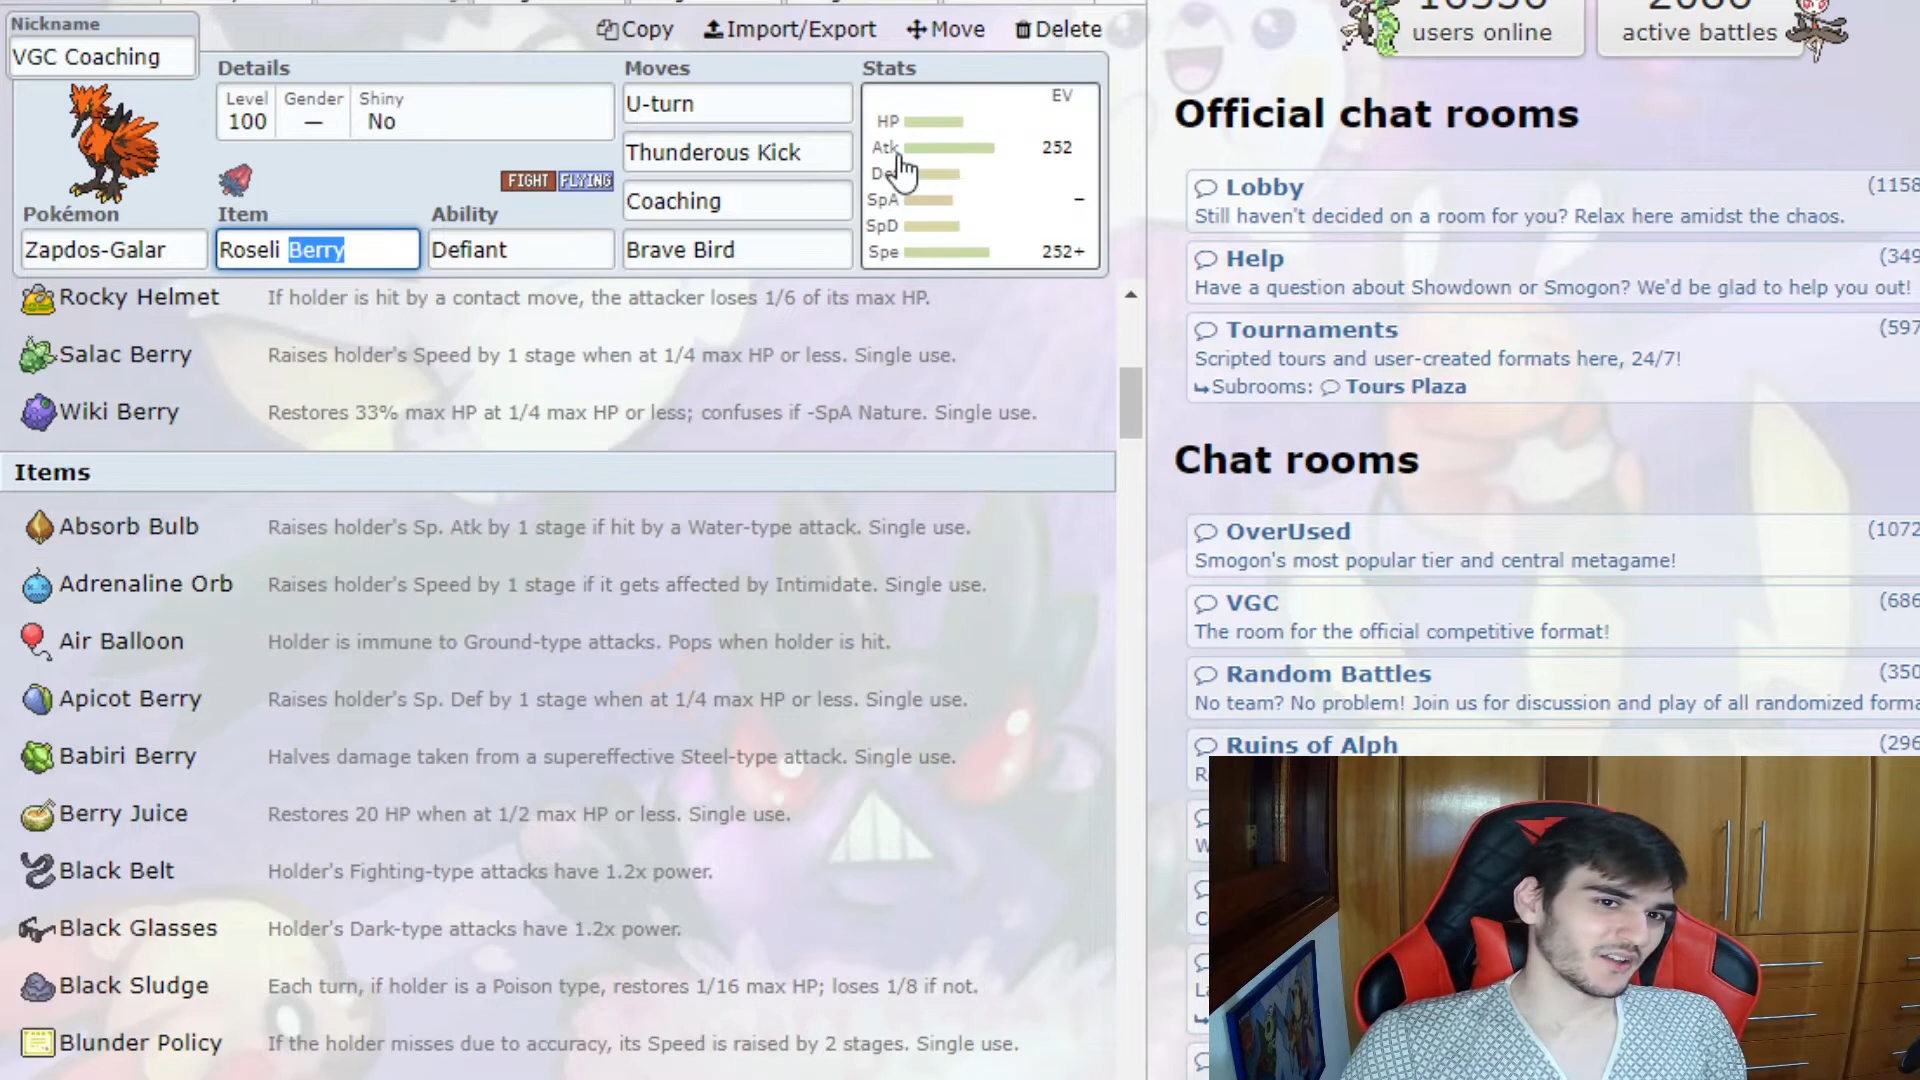 Nickname
VGC Coaching
Copy Import/Export Move Delete
Details
Level Gender Shiny
100 — No
FIGHT FLYING
Pokémon Item Ability
Zapdos-Galar Roseli Berry Defiant
Moves
U-turn
Thunderous Kick
Coaching
Brave Bird
Stats
EV
HP
Atk 252
SpA –
SpD
Spe 252+
Rocky Helmet If holder is hit by a contact move, the attacker loses 1/6 of its max HP.
Salac Berry Raises holder's Speed by 1 stage when at 1/4 max HP or less. Single use.
Wiki Berry Restores 33% max HP at 1/4 max HP or less; confuses if -SpA Nature. Single use.
Items
Absorb Bulb Raises holder's Sp. Atk by 1 stage if hit by a Water-type attack. Single use.
Adrenaline Orb Raises holder's Speed by 1 stage if it gets affected by Intimidate. Single use.
Air Balloon Holder is immune to Ground-type attacks. Pops when holder is hit.
Apicot Berry Raises holder's Sp. Def by 1 stage when at 1/4 max HP or less. Single use.
Babiri Berry Halves damage taken from a supereffective Steel-type attack. Single use.
Berry Juice Restores 20 HP when at 1/2 max HP or less. Single use.
Black Belt Holder's Fighting-type attacks have 1.2x power.
Black Glasses Holder's Dark-type attacks have 1.2x power.
Black Sludge Each turn, if holder is a Poison type, restores 1/16 max HP; loses 1/8 if not.
Blunder Policy If the holder misses due to accuracy, its Speed is raised by 2 stages. Single use.
users online
active battles
Official chat rooms
Lobby (1158
Still haven't decided on a room for you? Relax here amidst the chaos.
Help (349
Have a question about Showdown or Smogon? We'd be glad to help you out!
Tournaments (597
Scripted tours and user-created formats here, 24/7!
Subrooms: Tours Plaza
Chat rooms
OverUsed (1072
Smogon's most popular tier and central metagame!
VGC (686
The room for the official competitive format!
Random Battles (350
No team? No problem! Join us for discussion and play of all randomized forma
Ruins of Alph (296